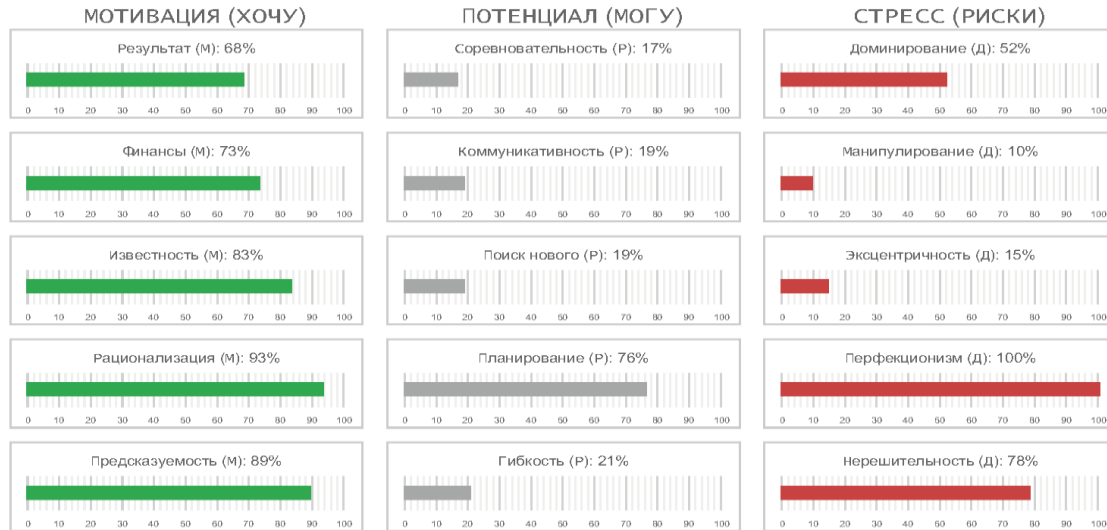 МОТИВАЦИЯ (ХОЧУ) ПОТЕНЦИАЛ (МОГУ) СТРЕСС (РИСКИ)
Результат (М): 68% Соревновательность (Р): 17% Доминирование (Д): 52%
0 10 20 30 40 50 60 70 80 90 100 0 10 20 30 40 50 60 70 80 90 100 0 10 20 30 40 50 60 70 80 90 100
Финансы (М): 73% Коммуникативность (Р): 19% Манипулирование (Д): 10%
0 10 20 30 40 50 60 70 80 90 100 0 10 20 30 40 50 60 70 80 90 100 0 10 20 30 40 50 60 70 80 90 100
Известность (М): 83% Поиск нового (Р): 19% Эксцентричность (Д): 15%
0 10 20 30 40 50 60 70 80 90 100 0 10 20 30 40 50 60 70 80 90 100 0 10 20 30 40 50 60 70 80 90 100
Рационализация (М): 93% Планирование (Р): 76% Перфекционизм (Д): 100%
0 10 20 30 40 50 60 70 80 90 100 0 10 20 30 40 50 60 70 80 90 100 0 10 20 30 40 50 60 70 80 90 100
Предсказуемость (М): 89% Гибкость (Р): 21% Нерешительность (Д): 78%
0 10 20 30 40 50 60 70 80 90 100 0 10 20 30 40 50 60 70 80 90 100 0 10 20 30 40 50 60 70 80 90 100